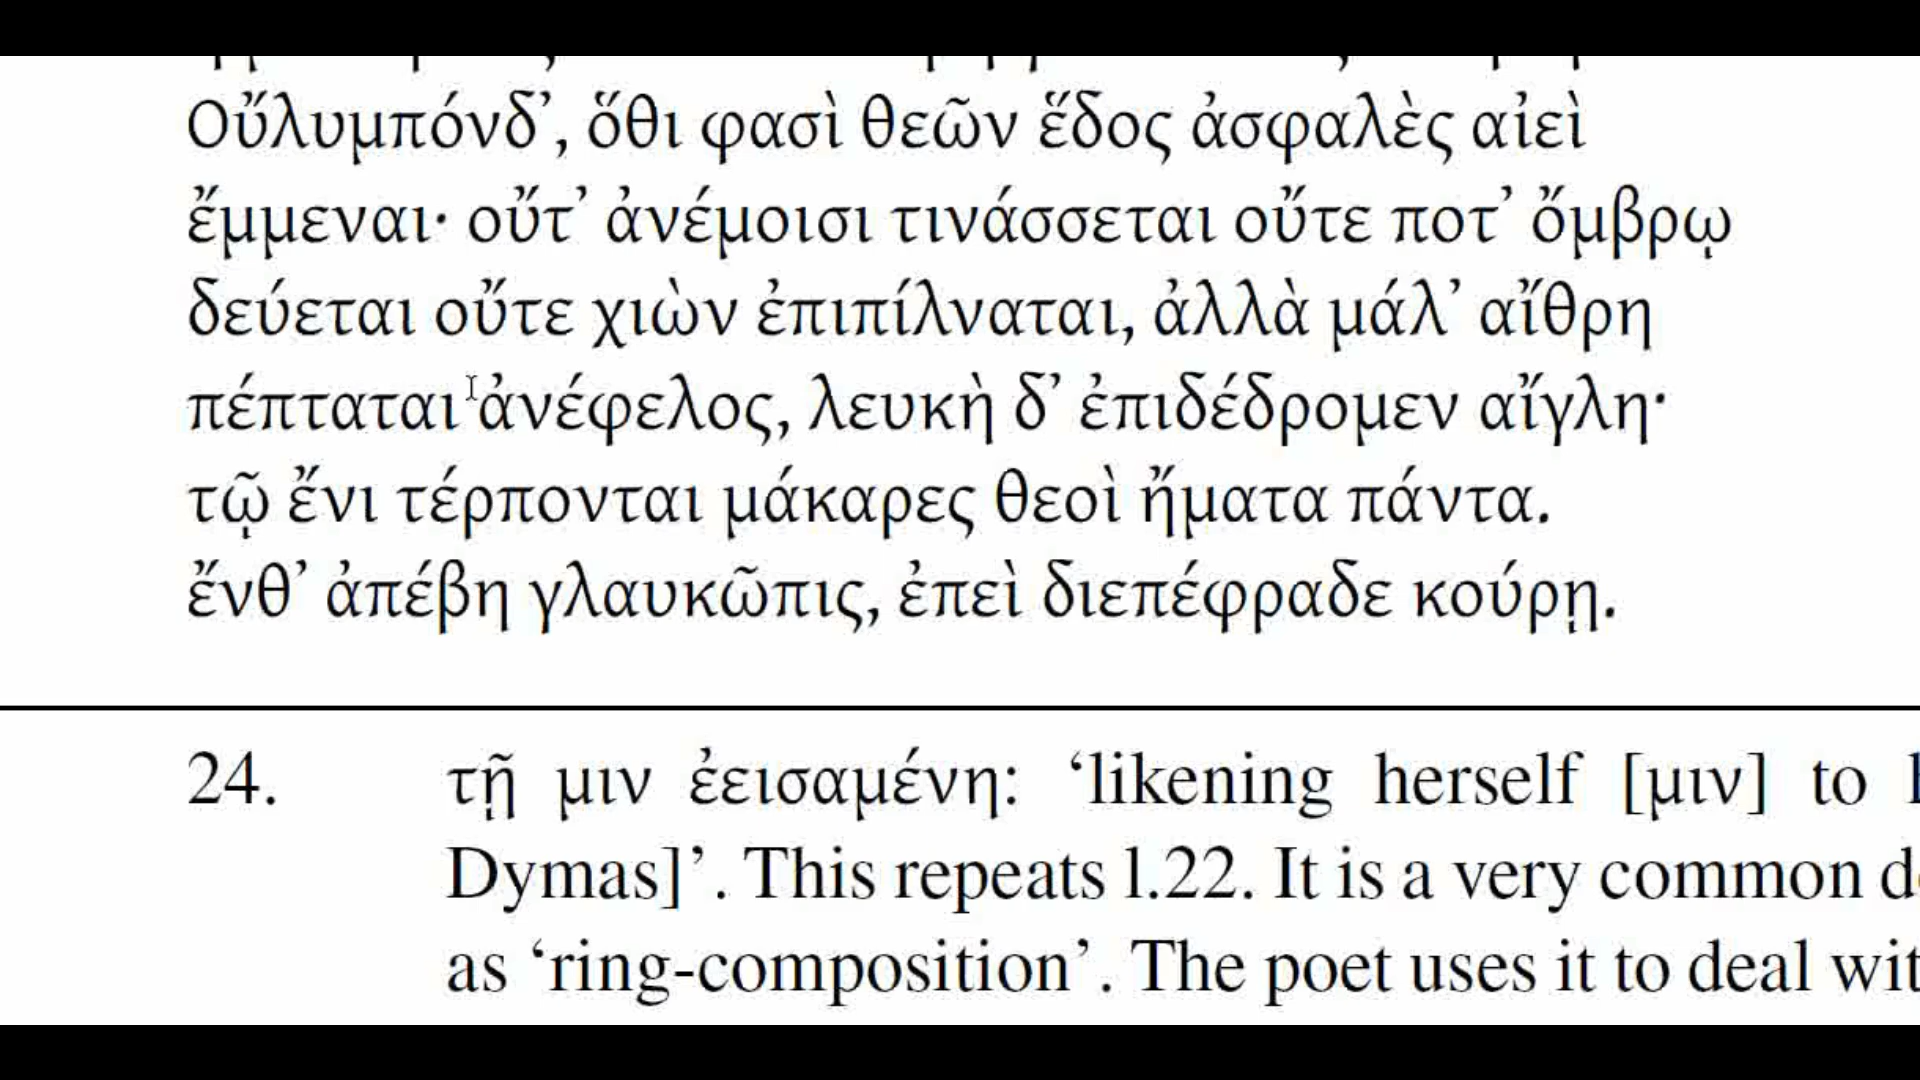 Οὔλυμπόνδ’, ὅθι φασὶ θεῶν ἕδος ἀσφαλὲς αἰεὶ
ἔμμεναι· οὔτ’ ἀνέμοισι τινάσσεται οὔτε ποτ’ ὄμβρῳ
δεύεται οὔτε χιὼν ἐπιπίλναται, ἀλλὰ μάλ’ αἴθρη
πέπταται ἀνέφελος, λευκὴ δ’ ἐπιδέδρομεν αἴγλη·
τῷ ἔνι τέρπονται μάκαρες θεοὶ ἤματα πάντα.
ἔνθ’ ἀπέβη γλαυκῶπις, ἐπεὶ διεπέφραδε κούρῃ.
24. τῇ μιν ἐεισαμένη: ‘likening herself [μιν] to
Dymas]’. This repeats l.22. It is a very common
as ‘ring-composition’. The poet uses it to deal